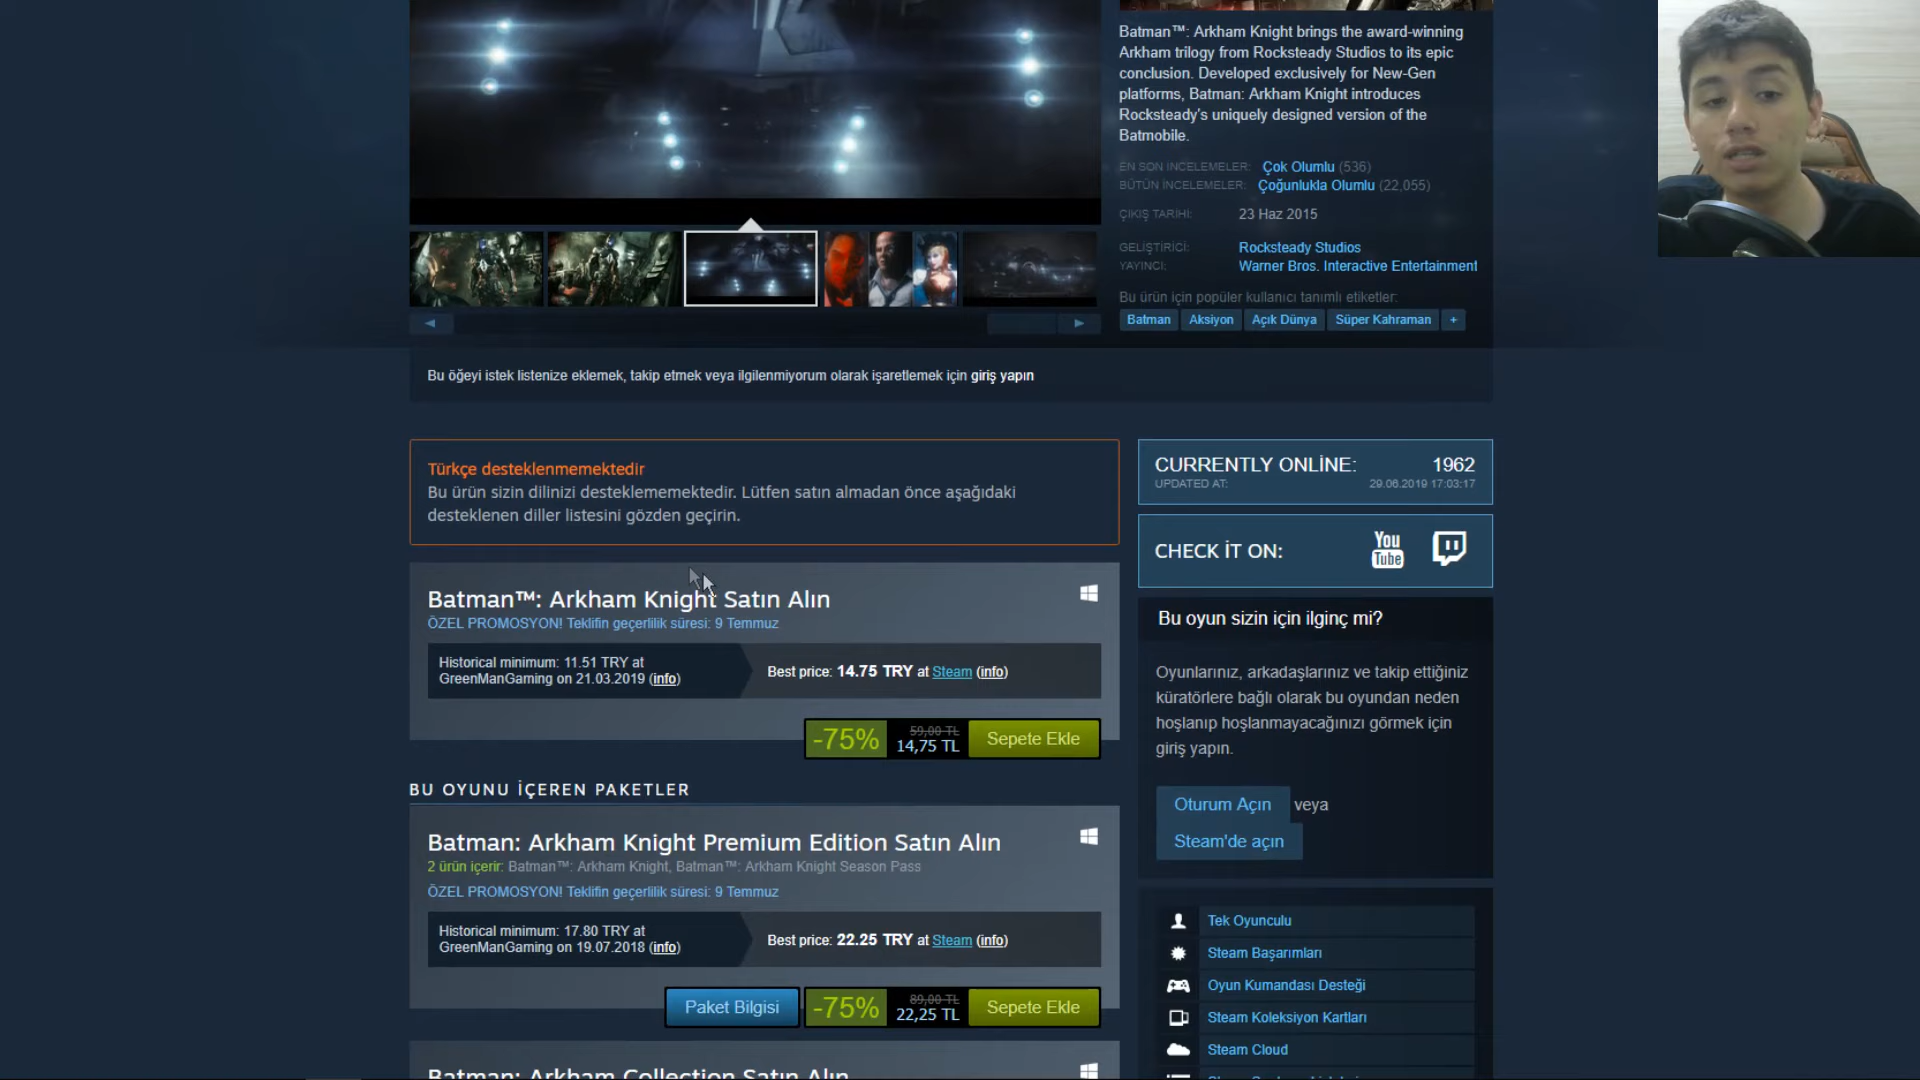 Batman™: Arkham Knight brings the award-winning
Arkham trilogy from Rocksteady Studios to its epic
conclusion. Developed exclusively for New-Gen
platforms, Batman: Arkham Knight introduces
Rocksteady's uniquely designed version of the
Batmobile.
EN SON İNCELEMELER: Çok Olumlu (536)
BÜTÜN İNCELEMELER: Çoğunlukla Olumlu (22,055)
ÇIKIŞ TARİHİ: 23 Haz 2015
GELİŞTİRİCİ: Rocksteady Studios
YAYINCI: Warner Bros. Interactive Entertainment
Bu ürün için popüler kullanıcı tanımlı etiketler:
Batman Aksiyon Açık Dünya Süper Kahraman +
Bu öğeyi istek listenize eklemek, takip etmek veya ilgilenmiyorum olarak işaretlemek için giriş yapın
Türkçe desteklenmemektedir
Bu ürün sizin dilinizi desteklememektedir. Lütfen satın almadan önce aşağıdaki
desteklenen diller listesini gözden geçirin.
Batman™: Arkham Knight Satın Alın
ÖZEL PROMOSYON! Teklifin geçerlilik süresi: 9 Temmuz
Historical minimum: 11.51 TRY at
GreenManGaming on 21.03.2019 (info)
Best price: 14.75 TRY at Steam (info)
-75% 59,00 TL
14,75 TL
Sepete Ekle
BU OYUNU İÇEREN PAKETLER
Batman: Arkham Knight Premium Edition Satın Alın
2 ürün içerir: Batman™: Arkham Knight, Batman™: Arkham Knight Season Pass
ÖZEL PROMOSYON! Teklifin geçerlilik süresi: 9 Temmuz
Historical minimum: 17.80 TRY at
GreenManGaming on 19.07.2018 (info)
Best price: 22.25 TRY at Steam (info)
Paket Bilgisi
-75% 89,00 TL
22,25 TL
Sepete Ekle
Batman: Arkham Collection Satın Alın
CURRENTLY ONLİNE: 1962
UPDATED AT: 29.06.2019 17:03:17
CHECK İT ON: You Tube
Bu oyun sizin için ilginç mi?
Oyunlarınız, arkadaşlarınız ve takip ettiğiniz
küratörlere bağlı olarak bu oyundan neden
hoşlanıp hoşlanmayacağınızı görmek için
giriş yapın.
Oturum Açın veya
Steam'de açın
Tek Oyunculu
Steam Başarımları
Oyun Kumandası Desteği
Steam Koleksiyon Kartları
Steam Cloud